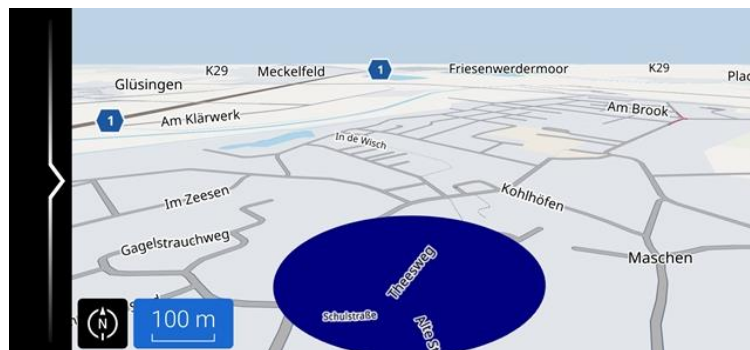 K29
Meckelfeld
1
Friesenwerdermoor
K29
Glüsingen
1
Am Klärwerk
Am Brook
In de Wisch
Im Zeesen
Kohlhöfen
Gagelstrauchweg
Maschen
Theesweg
Schulstraße
N
100 m